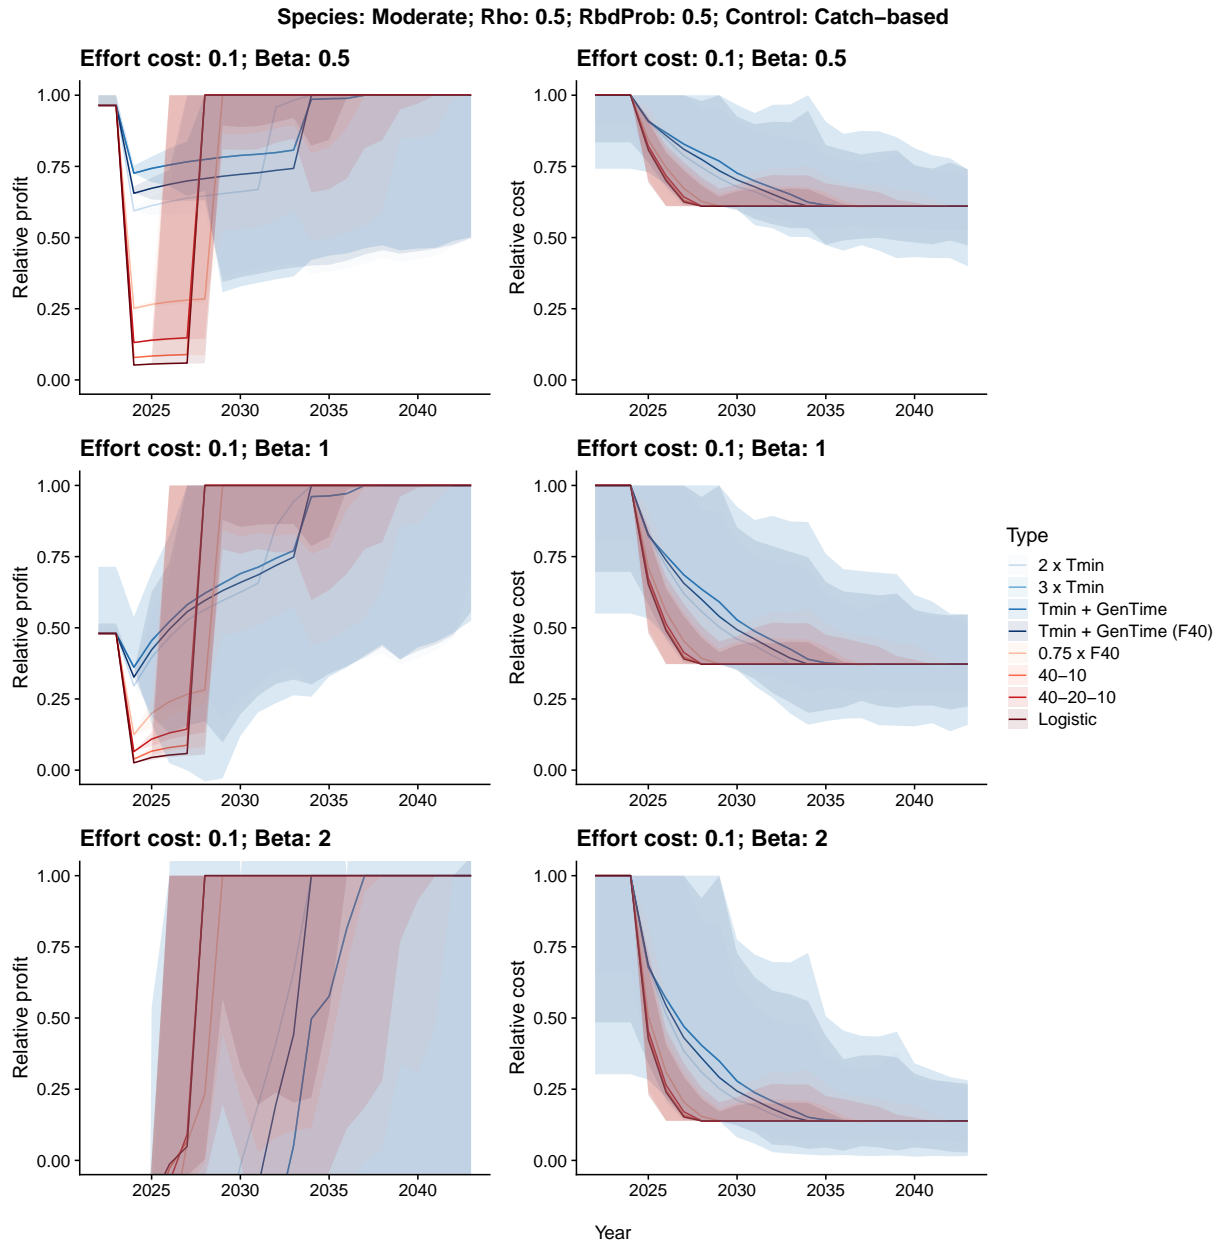 Species: Moderate; Rho: 0.5; RbdProb: 0.5; Control: Catch−based
Effort cost: 0.1; Beta: 0.5
Relative profit
1.00
0.75
0.50
0.25
0.00
2025 2030 2035 2040
Effort cost: 0.1; Beta: 0.5
Relative cost
1.00
0.75
0.50
0.25
0.00
2025 2030 2035 2040
Effort cost: 0.1; Beta: 1
Relative profit
1.00
0.75
0.50
0.25
0.00
2025 2030 2035 2040
Effort cost: 0.1; Beta: 1
Relative cost
1.00
0.75
0.50
0.25
0.00
2025 2030 2035 2040
Type
2 x Tmin
3 x Tmin
Tmin + GenTime
Tmin + GenTime (F40)
0.75 x F40
40−10
40−20−10
Logistic
Effort cost: 0.1; Beta: 2
Relative profit
1.00
0.75
0.50
0.25
0.00
2025 2030 2035 2040
Effort cost: 0.1; Beta: 2
Relative cost
1.00
0.75
0.50
0.25
0.00
2025 2030 2035 2040
Year